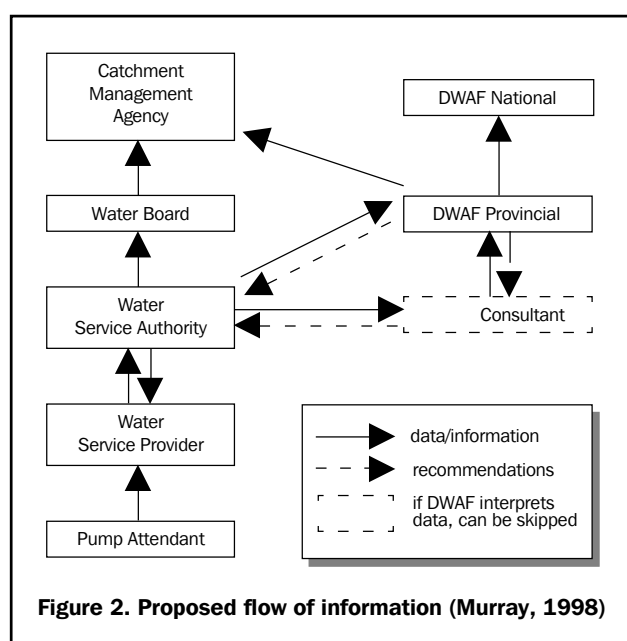 Catchment
Management
Agency
DWAF National
Water Board
DWAF Provincial
Water
Service Authority
Consultant
Water
Service Provider
Pump Attendant
data/information
recommendations
if DWAF interprets
data, can be skipped
Figure 2. Proposed flow of information (Murray, 1998)